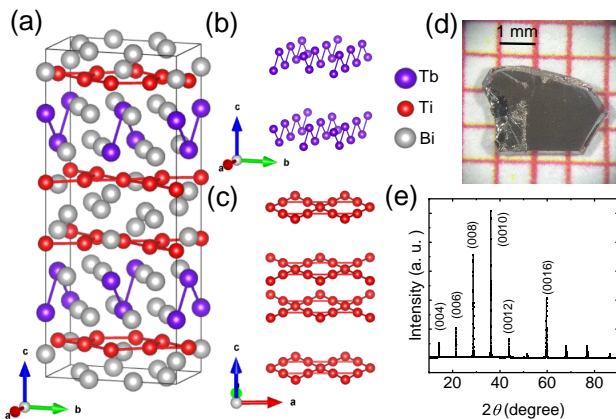 (a)
c
a
b
(b)
c
a
b
(c)
c
a
Tb
Ti
Bi
(d)
1 mm
(e)
Intensity (a. u.)
(004)
(006)
(008)
(0010)
(0012)
(0016)
20 40 60 80
2θ (degree)